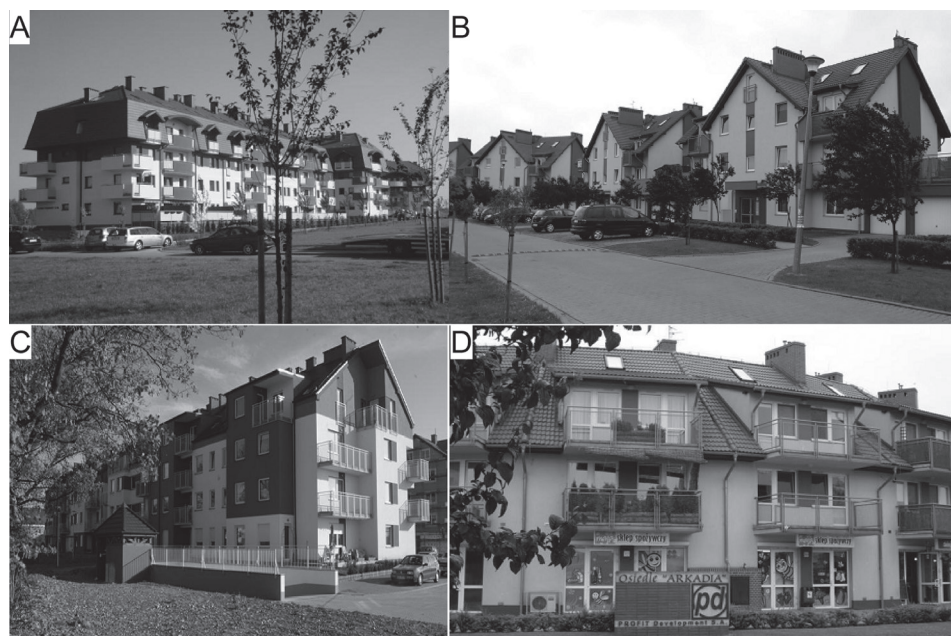 A
B
C
D
sklep spożywczy
sklep spożywczy
Osiedle "ARKADIA"
pd
PROFIT Development S.A.